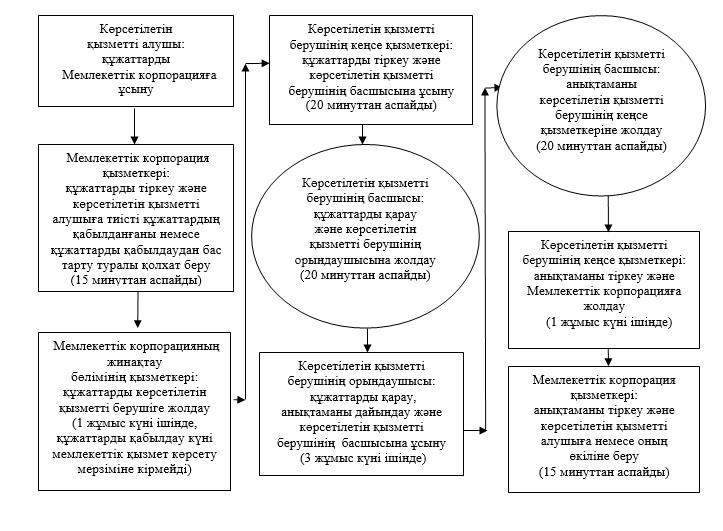 Көрсетілетін
қызметті алушы:
құжаттарды
Мемлекеттік корпорацияға
ұсыну
Мемлекеттік корпорация
қызметкері:
құжаттарды тіркеу және
көрсетілетін қызметті
алушыға тиісті құжаттардың
қабылданғаны немесе
құжаттарды қабылдаудан бас
тарту туралы қолхат беру
(15 минуттан аспайды)
Мемлекеттік корпорацияның
жинақтау
бөлімінің қызметкері:
құжаттарды көрсетілетін
қызметті берушіге жолдау
(1 жұмыс күні ішінде,
құжаттарды қабылдау күні
мемлекеттік қызмет көрсету
мерзіміне кірмейді)
Көрсетілетін қызметті
берушінің кеңсе қызметкері:
құжаттарды тіркеу және
көрсетілетін қызметті
берушінің басшысына ұсыну
(20 минуттан аспайды)
Көрсетілетін қызметті
берушінің басшысы:
құжаттарды қарау
және көрсетілетін
қызметті берушінің
орындаушысына жолдау
(20 минуттан аспайды)
Көрсетілетін қызметті
берушінің орындаушысы:
құжаттарды қарау,
анықтаманы дайындау және
көрсетілетін қызметті
берушінің басшысына ұсыну
(3 жұмыс күні ішінде)
Көрсетілетін қызметті
берушінің басшысы:
анықтаманы
көрсетілетін қызметті
берушінің кеңсе
қызметкеріне жолдау
(20 минуттан аспайды)
Көрсетілетін қызметті
берушінің кеңсе қызметкері:
анықтаманы тіркеу және
Мемлекеттік корпорацияға
жолдау
(1 жұмыс күні ішінде)
Мемлекеттік корпорация
қызметкері:
анықтаманы тіркеу және
көрсетілетін қызметті
алушыға немесе оның
өкіліне беру
(15 минуттан аспайды)